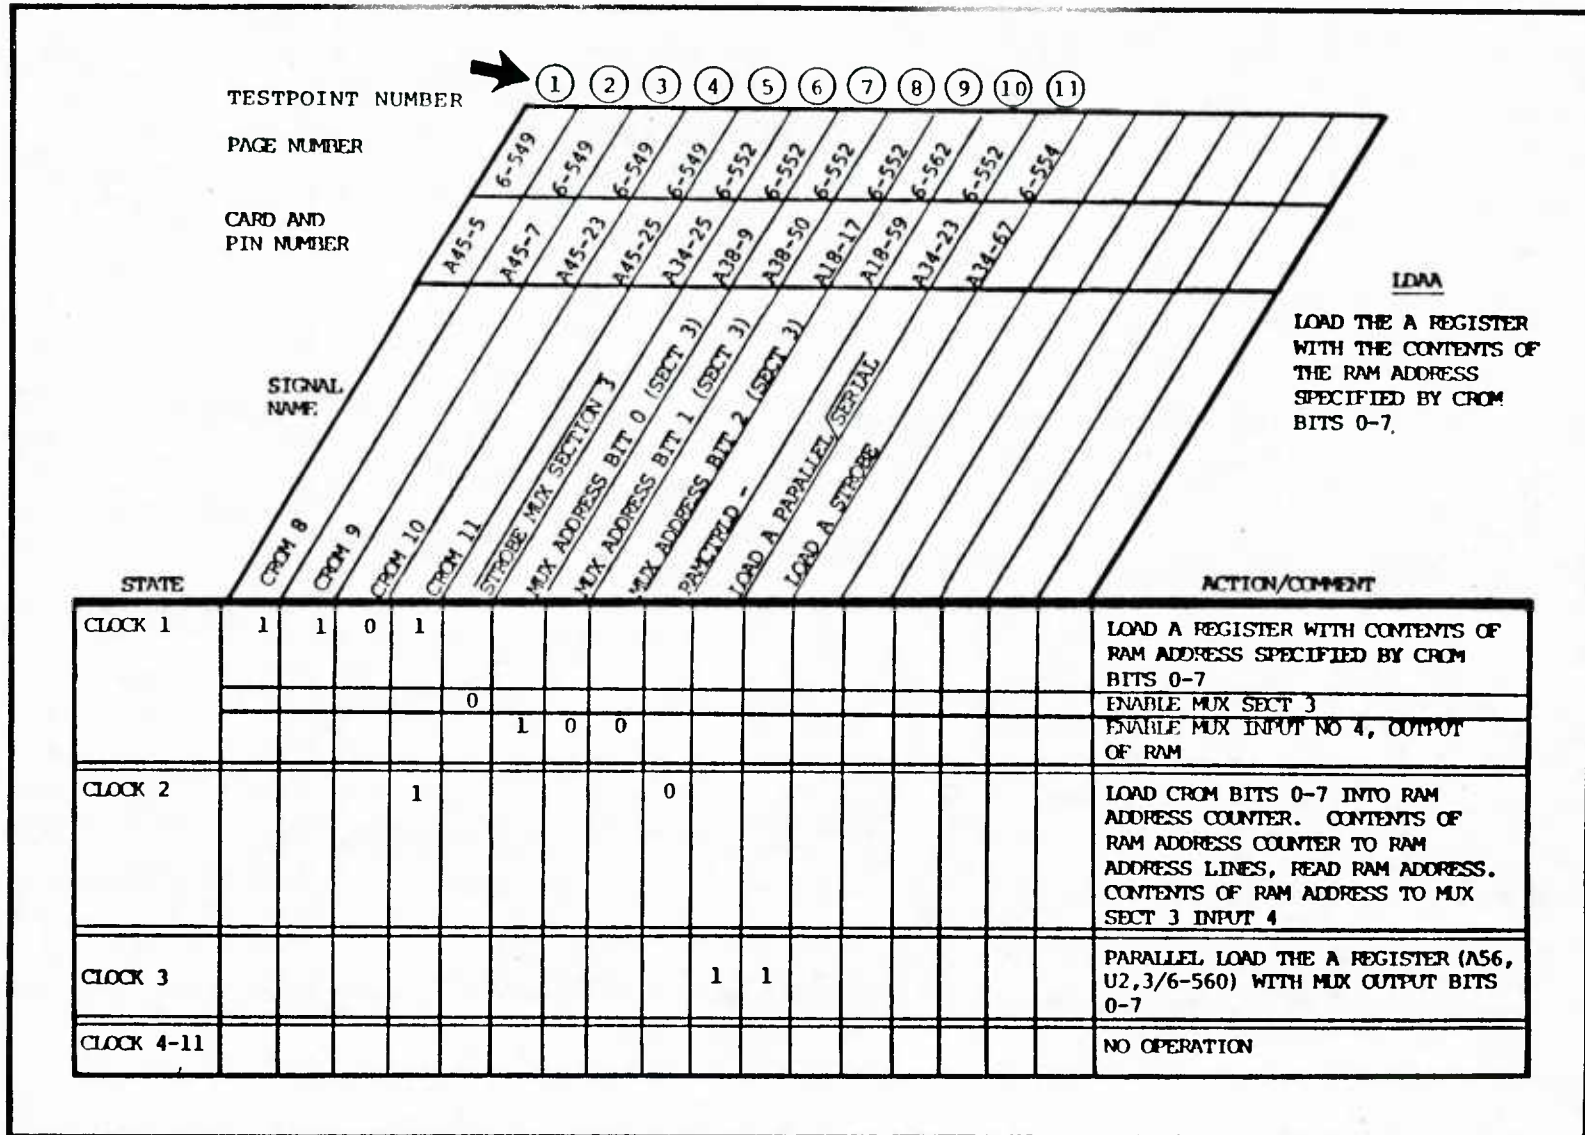 TESTPOINT NUMBER 1 2 3 4 5 6 7 8 9 10 11
PAGE NUMBER 6-549 6-549 6-549 6-549 6-552 6-552 6-552 6-552 6-562 6-552 6-554
CARD AND
PIN NUMBER
A45-5 A45-7 A45-23 A45-25 A34-25 A38-9 A38-50 A18-17 A18-59 A34-23 A34-67
SIGNAL
NAME
CROM 8
CROM 9
CROM 10
CROM 11
STROBE MUX SECTION 3
MUX ADDRESS BIT 0 (SECT 3)
MUX ADDRESS BIT 1 (SECT 3)
MUX ADDRESS BIT 2 (SECT 3)
RAMCTRLD -
LOAD A PARALLEL/SERIAL
LOAD A STROBE
LDAA
LOAD THE A REGISTER
WITH THE CONTENTS OF
THE RAM ADDRESS
SPECIFIED BY CROM
BITS 0-7.
STATE ACTION/COMMENT
CLOCK 1 1 1 0 1 LOAD A REGISTER WITH CONTENTS OF
RAM ADDRESS SPECIFIED BY CROM
BITS 0-7
0 ENABLE MUX SECT 3
1 0 0 ENABLE MUX INPUT NO 4, OUTPUT
OF RAM
CLOCK 2 1 0 LOAD CROM BITS 0-7 INTO RAM
ADDRESS COUNTER. CONTENTS OF
RAM ADDRESS COUNTER TO RAM
ADDRESS LINES, READ RAM ADDRESS.
CONTENTS OF RAM ADDRESS TO MUX
SECT 3 INPUT 4
CLOCK 3 1 1 PARALLEL LOAD THE A REGISTER (A56,
U2,3/6-560) WITH MUX OUTPUT BITS
0-7
CLOCK 4-11 NO OPERATION